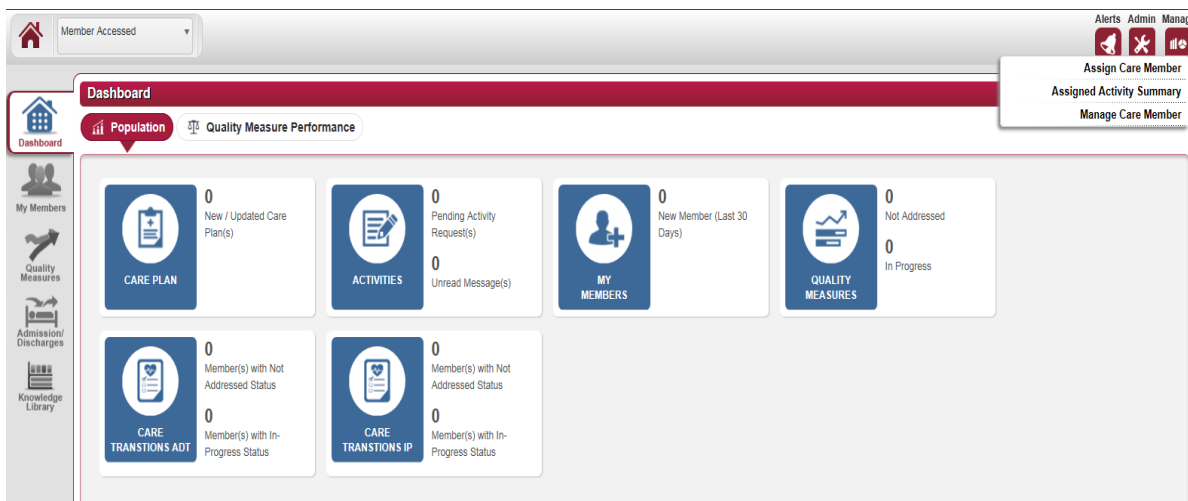 Member Accessed
Alerts Admin Manag
Assign Care Member
Assigned Activity Summary
Manage Care Member
Dashboard
Population
Quality Measure Performance
Dashboard
My Members
Quality
Measures
Admission/
Discharges
Knowledge
Library
CARE PLAN
0
New / Updated Care
Plan(s)
ACTIVITIES
0
Pending Activity
Request(s)
0
Unread Message(s)
MY
MEMBERS
0
New Member (Last 30
Days)
QUALITY
MEASURES
0
Not Addressed
0
In Progress
CARE
TRANSTIONS ADT
0
Member(s) with Not
Addressed Status
0
Member(s) with In-
Progress Status
CARE
TRANSTIONS IP
0
Member(s) with Not
Addressed Status
0
Member(s) with In-
Progress Status